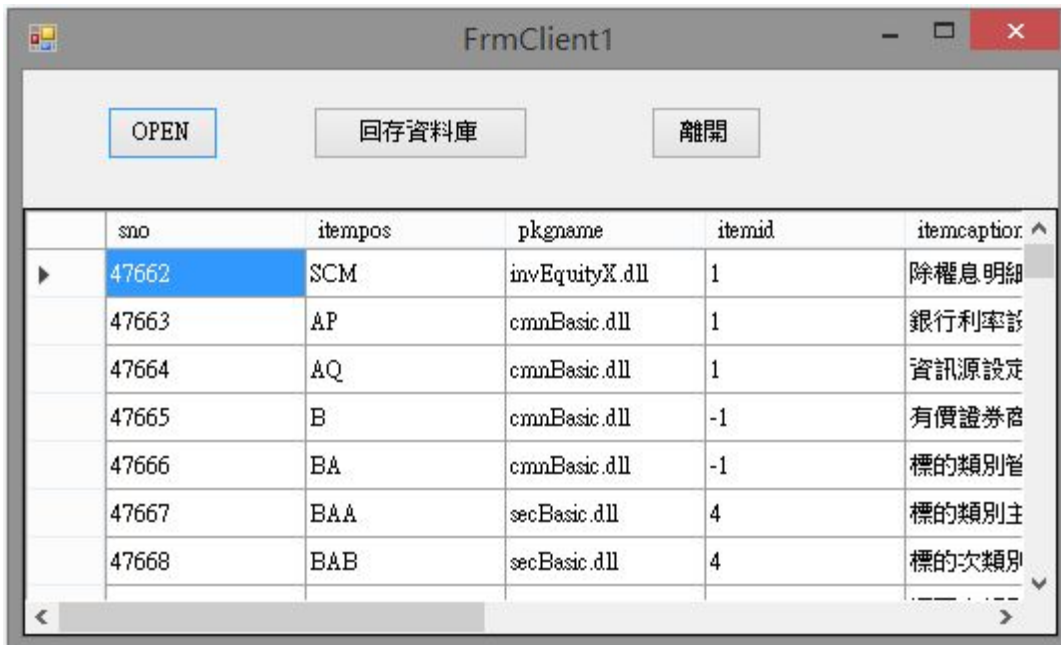 FrmClient1
OPEN 回存資料庫 離開
sno itempos pkgname itemid itemcaption
47662 SCM invEquityX.dll 1 除權息明細
47663 AP cmnBasic.dll 1 銀行利率設
47664 AQ cmnBasic.dll 1 資訊源設定
47665 B cmnBasic.dll -1 有價證券商
47666 BA cmnBasic.dll -1 標的類別管
47667 BAA secBasic.dll 4 標的類別主
47668 BAB secBasic.dll 4 標的次類別